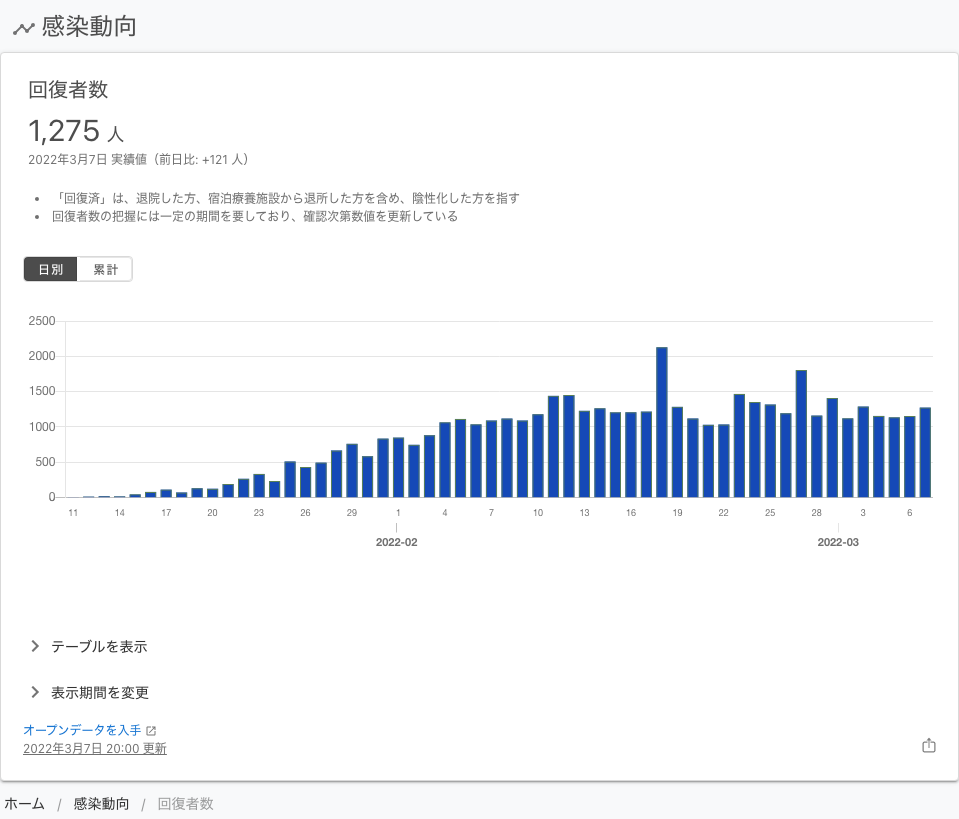 感染動向
回復者数
1,275 人
2022年3月7日 実績値（前日比: +121 人）
• 「回復済」は、退院した方、宿泊療養施設から退所した方を含め、陰性化した方を指す
• 回復者数の把握には一定の期間を要しており、確認次第数値を更新している
日別 累計
2500
2000
1500
1000
500
0
11 14 17 20 23 26 29 1 4 7 10 13 16 19 22 25 28 3 6
2022-02 2022-03
テーブルを表示
表示期間を変更
オープンデータを入手
2022年3月7日 20:00 更新
ホーム / 感染動向 / 回復者数